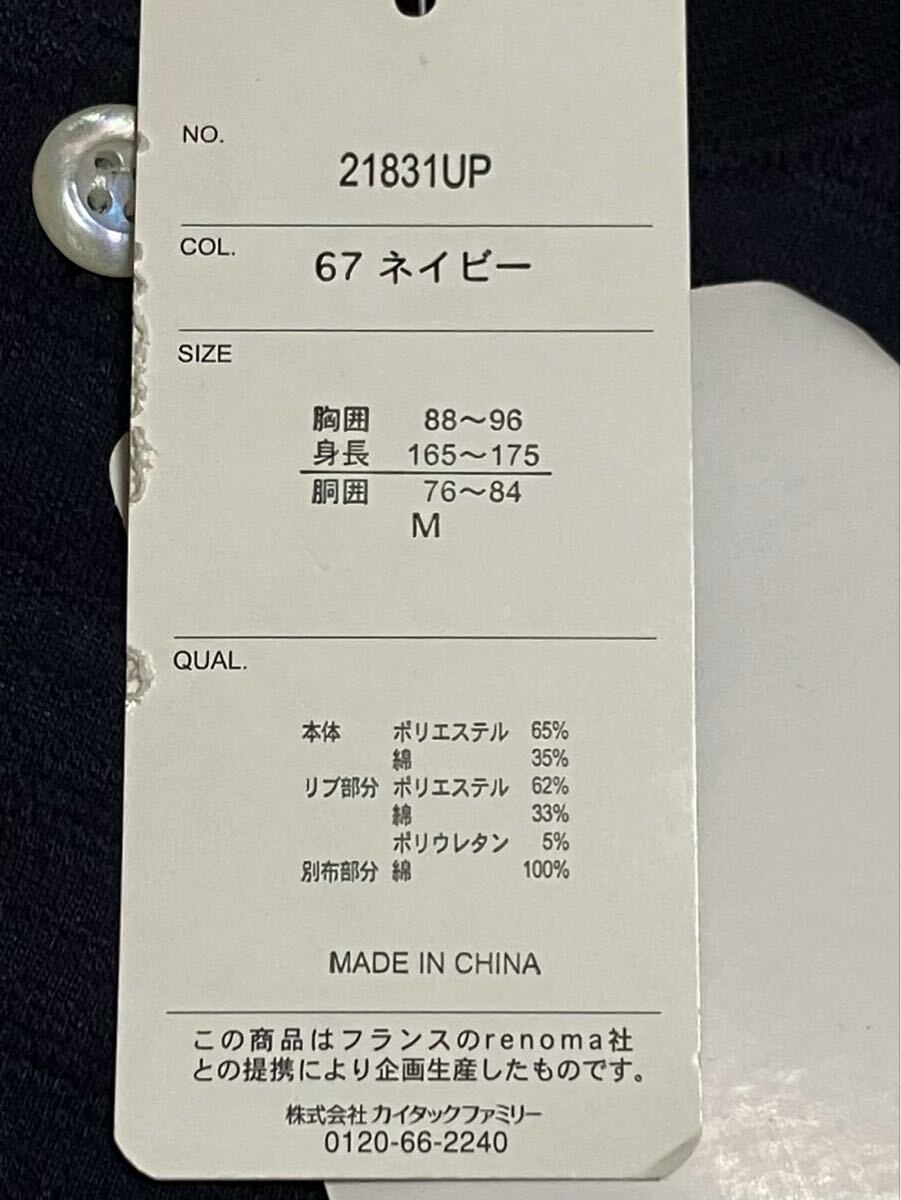 NO.
21831UP
COL.
67 ネイビー
SIZE
胸囲 88〜96
身長 165〜175
胴囲 76〜84
M
QUAL.
本体 ポリエステル 65%
綿 35%
リブ部分 ポリエステル 62%
綿 33%
ポリウレタン 5%
別布部分 綿 100%
MADE IN CHINA
この商品はフランスのrenoma社
との提携により企画生産したものです。
株式会社 カイタックファミリー
0120-66-2240